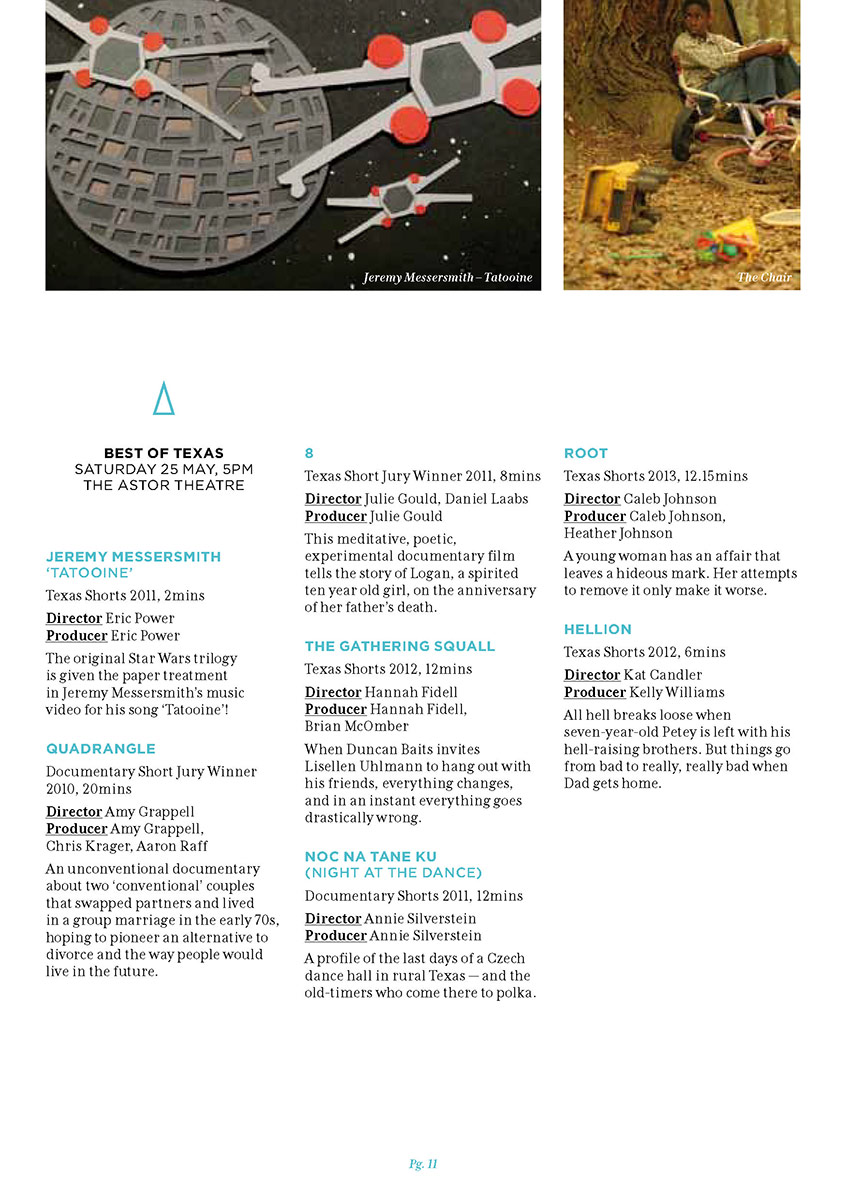 Jeremy Messersmith – Tatooine
The Chair
BEST OF TEXAS
SATURDAY 25 MAY, 5PM
THE ASTOR THEATRE
JEREMY MESSERSMITH
‘TATOOINE’
Texas Shorts 2011, 2mins
Director Eric Power
Producer Eric Power
The original Star Wars trilogy
is given the paper treatment
in Jeremy Messersmith’s music
video for his song ‘Tatooine’!
QUADRANGLE
Documentary Short Jury Winner
2010, 20mins
Director Amy Grappell
Producer Amy Grappell,
Chris Krager, Aaron Raff
An unconventional documentary
about two ‘conventional’ couples
that swapped partners and lived
in a group marriage in the early 70s,
hoping to pioneer an alternative to
divorce and the way people would
live in the future.
8
Texas Short Jury Winner 2011, 8mins
Director Julie Gould, Daniel Laabs
Producer Julie Gould
This meditative, poetic,
experimental documentary film
tells the story of Logan, a spirited
ten year old girl, on the anniversary
of her father’s death.
THE GATHERING SQUALL
Texas Shorts 2012, 12mins
Director Hannah Fidell
Producer Hannah Fidell,
Brian McOmber
When Duncan Baits invites
Lisellen Uhlmann to hang out with
his friends, everything changes,
and in an instant everything goes
drastically wrong.
NOC NA TANE KU
(NIGHT AT THE DANCE)
Documentary Shorts 2011, 12mins
Director Annie Silverstein
Producer Annie Silverstein
A profile of the last days of a Czech
dance hall in rural Texas — and the
old-timers who come there to polka.
ROOT
Texas Shorts 2013, 12.15mins
Director Caleb Johnson
Producer Caleb Johnson,
Heather Johnson
A young woman has an affair that
leaves a hideous mark. Her attempts
to remove it only make it worse.
HELLION
Texas Shorts 2012, 6mins
Director Kat Candler
Producer Kelly Williams
All hell breaks loose when
seven-year-old Petey is left with his
hell-raising brothers. But things go
from bad to really, really bad when
Dad gets home.
Pg. 11